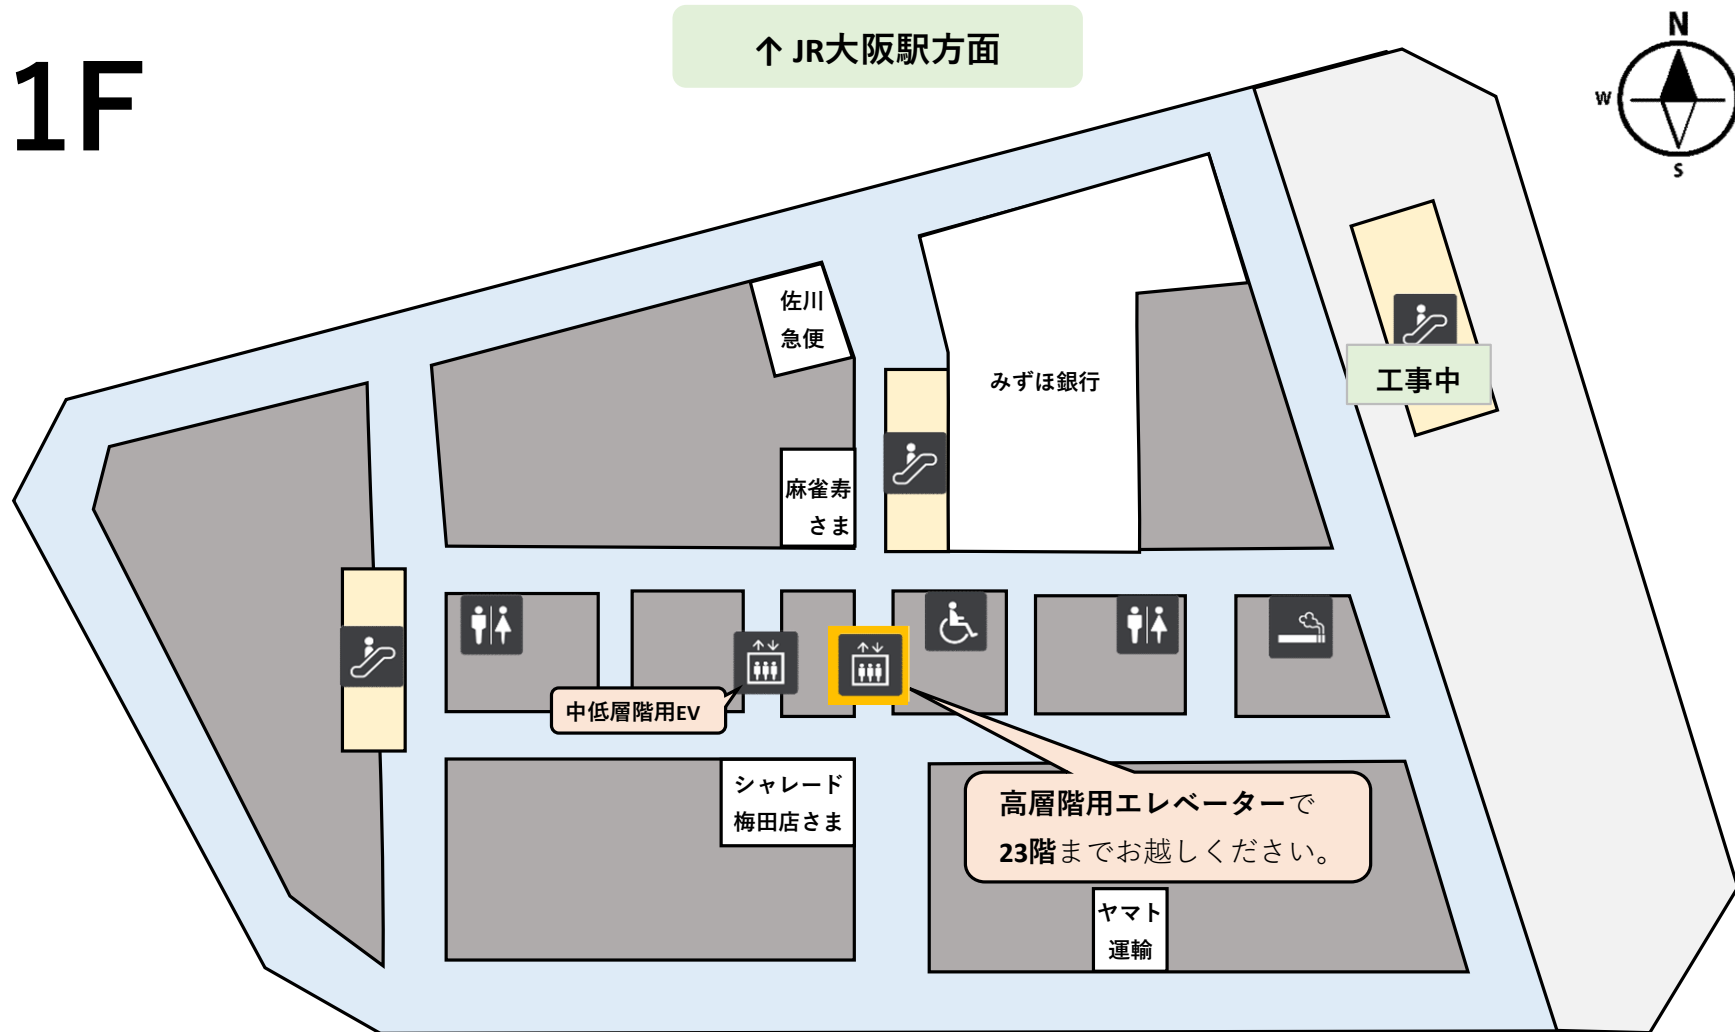 1F
↑ JR大阪駅方面
N
W
S
佐川
急便
みずほ銀行
工事中
麻雀寿
さま
中低層階用EV
シャレード
梅田店さま
高層階用エレベーターで
23階までお越しください。
ヤマト
運輸